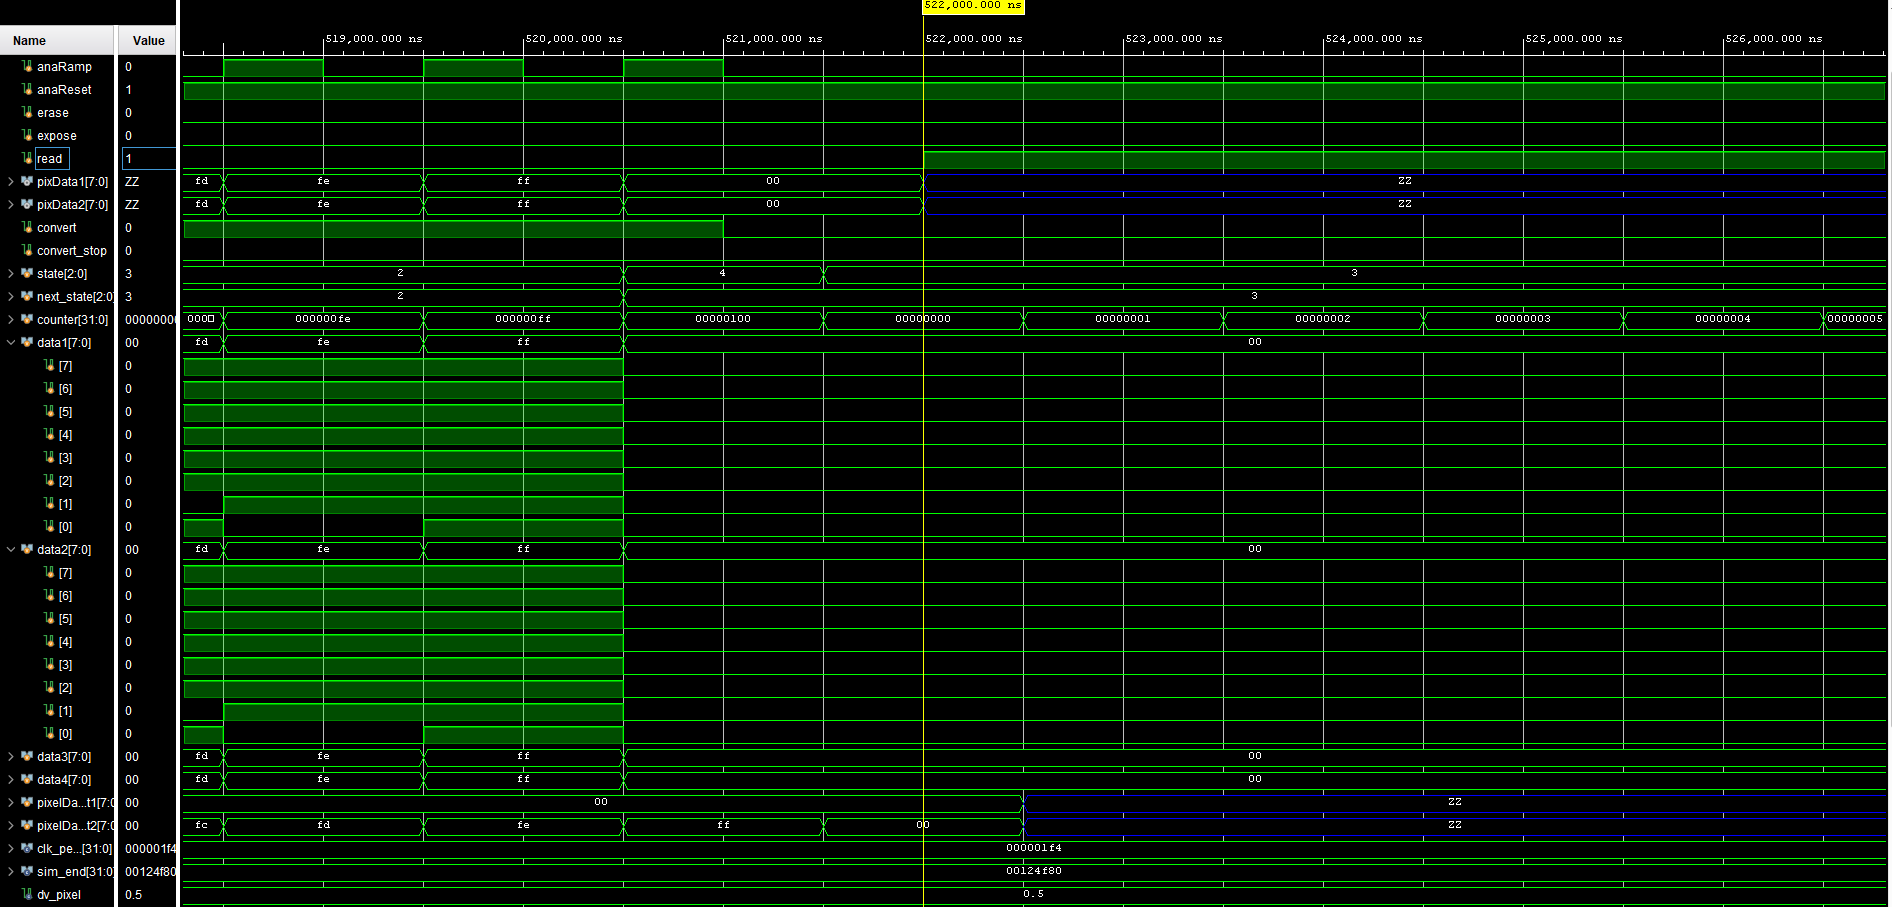 522,000.000 ns
Name Value
519,000.000 ns 520,000.000 ns 521,000.000 ns 522,000.000 ns 523,000.000 ns 524,000.000 ns 525,000.000 ns 526,000.000 ns
anaRamp 0
anaReset 1
erase 0
expose 0
read 1
pixData1[7:0] ZZ fd fe ff 00 ZZ
pixData2[7:0] ZZ fd fe ff 00 ZZ
convert 0
convert_stop 0
state[2:0] 3 2 4 3
next_state[2:0] 3 2 3
counter[31:0] 00000000 000 000000fe 000000ff 00000100 00000000 00000001 00000002 00000003 00000004 00000005
data1[7:0] 00 fd fe ff 00
[7] 0
[6] 0
[5] 0
[4] 0
[3] 0
[2] 0
[1] 0
[0] 0
data2[7:0] 00 fd fe ff 00
[7] 0
[6] 0
[5] 0
[4] 0
[3] 0
[2] 0
[1] 0
[0] 0
data3[7:0] 00 fd fe ff 00
data4[7:0] 00 fd fe ff 00
pixelDa...t1[7:0 00 00 ZZ
pixelDa...t2[7:0 00 fc fd fe ff 00 ZZ
clk_pe...[31:0] 000001f4 000001f4
sim_end[31:0] 00124f80 00124f80
dv_pixel 0.5 0.5